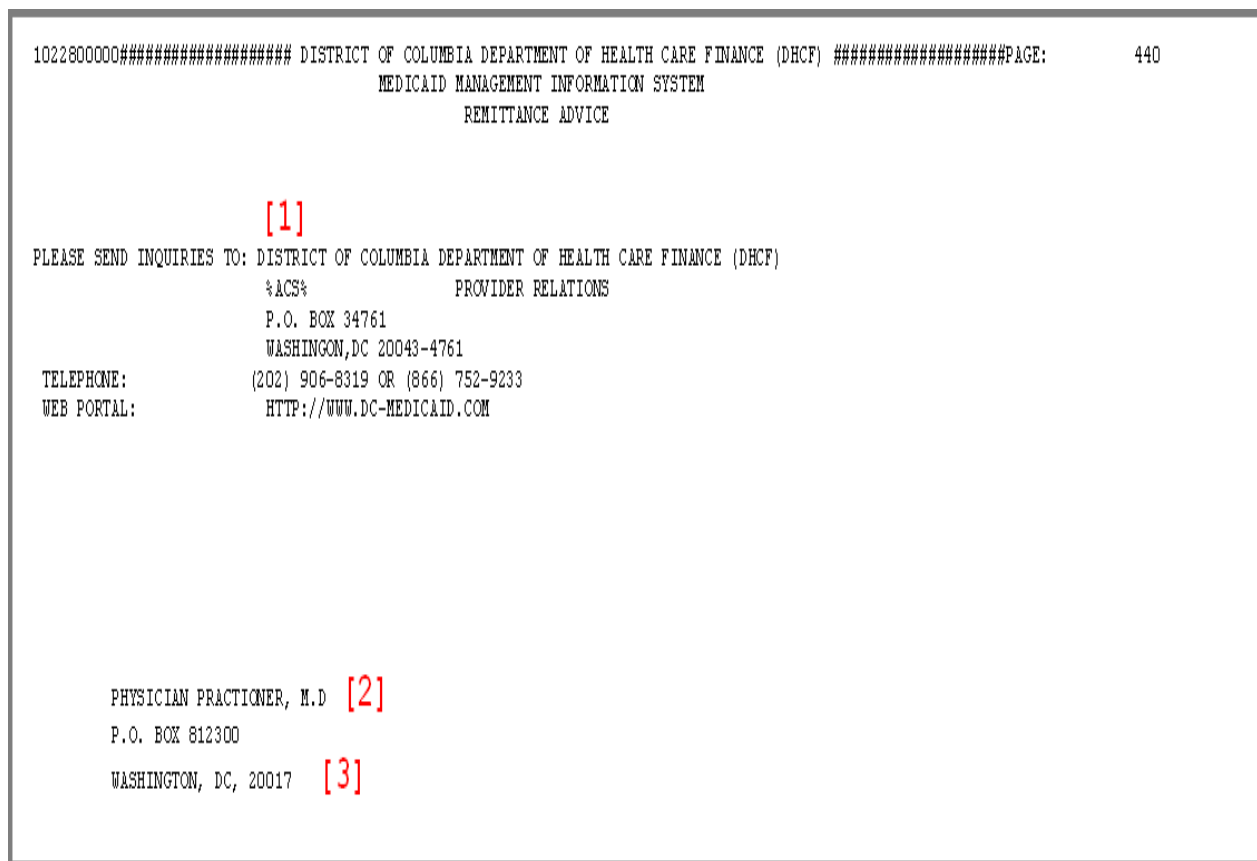 1022800000#################### DISTRICT OF COLUMBIA DEPARTMENT OF HEALTH CARE FINANCE (DHCF) ####################PAGE: 440
MEDICAID MANAGEMENT INFORMATION SYSTEM
REMITTANCE ADVICE
[1]
PLEASE SEND INQUIRIES TO: DISTRICT OF COLUMBIA DEPARTMENT OF HEALTH CARE FINANCE (DHCF)
%ACS% PROVIDER RELATIONS
P.O. BOX 34761
WASHINGON,DC 20043-4761
TELEPHONE: (202) 906-8319 OR (866) 752-9233
WEB PORTAL: HTTP://WWW.DC-MEDICAID.COM
PHYSICIAN PRACTIONER, M.D [2]
P.O. BOX 812300
WASHINGTON, DC, 20017 [3]